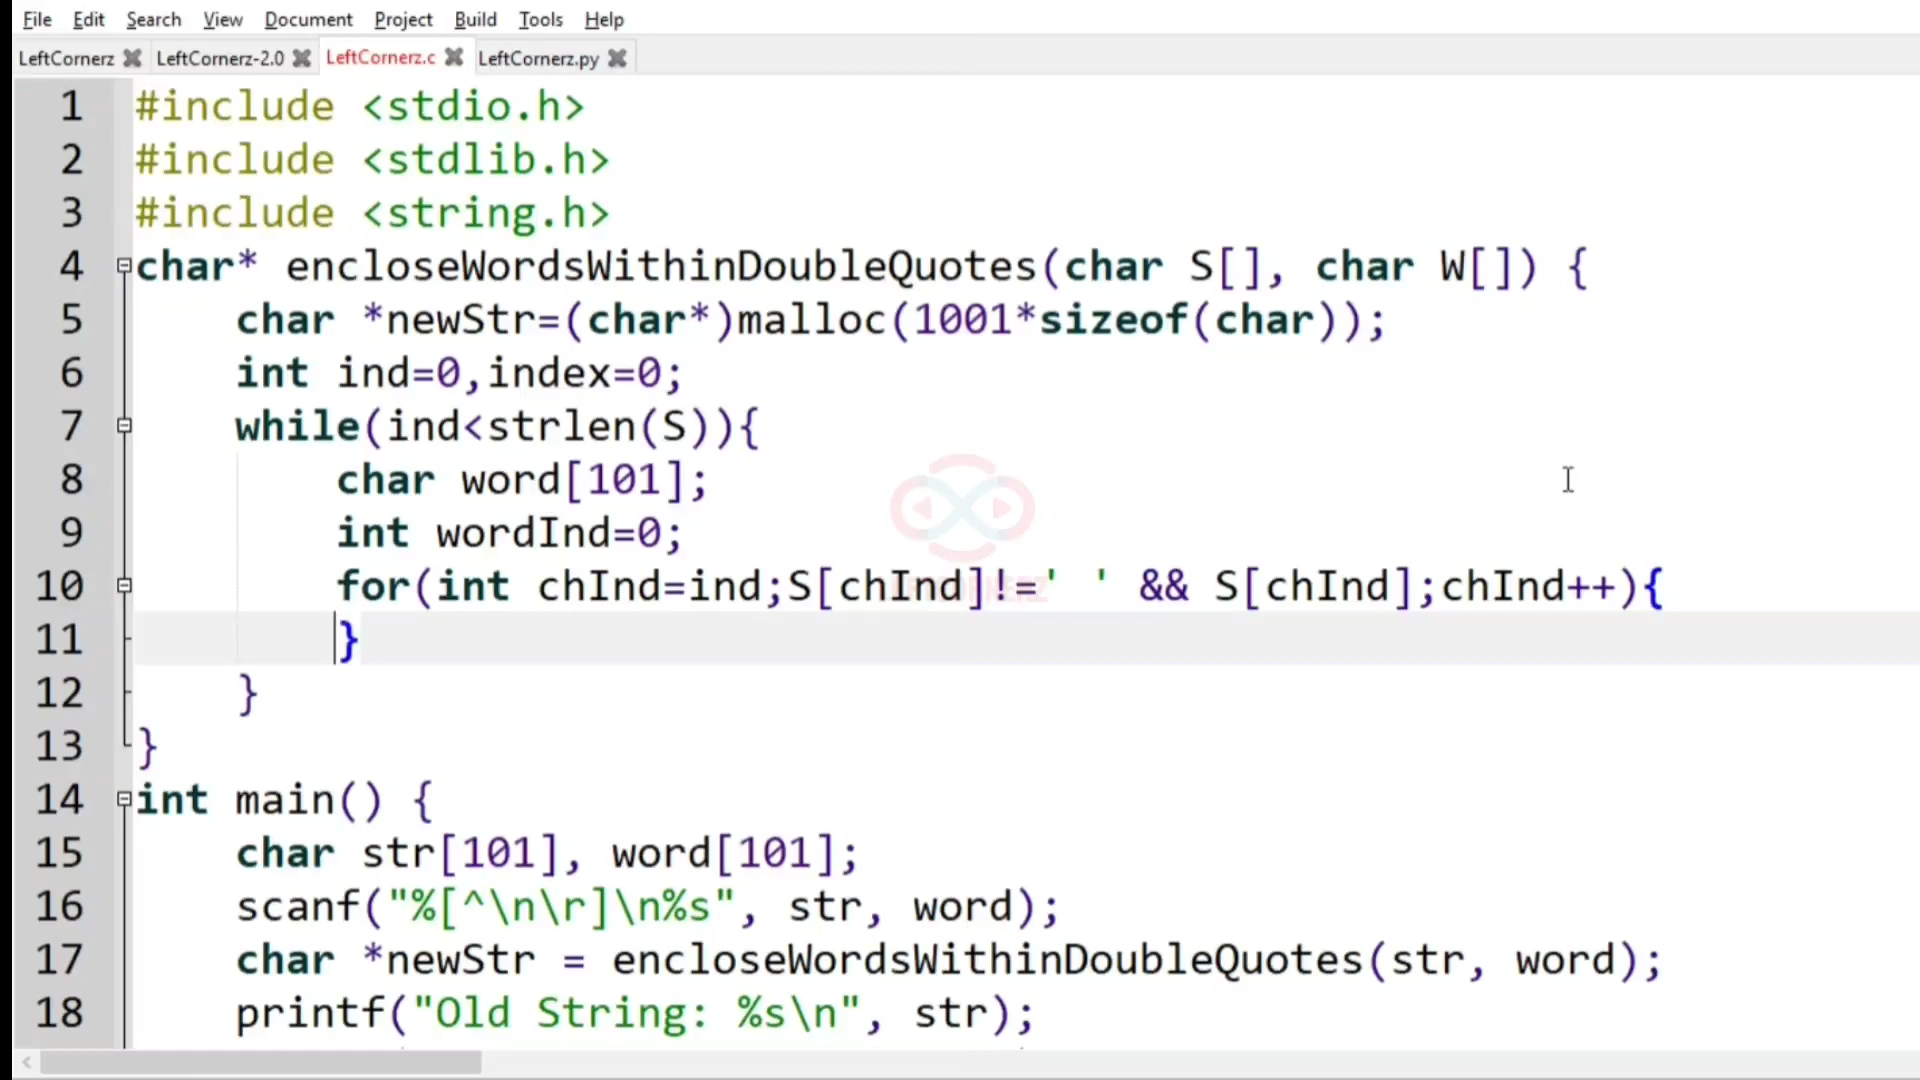 File Edit Search View Document Project Build Tools Help
LeftCornerz LeftCornerz-2.0 LeftCornerz.c LeftCornerz.py
1 #include <stdio.h>
2 #include <stdlib.h>
3 #include <string.h>
4 char* encloseWordsWithinDoubleQuotes(char S[], char W[]) {
5 char *newStr=(char*)malloc(1001*sizeof(char));
6 int ind=0,index=0;
7 while(ind<strlen(S)){
8 char word[101];
9 int wordInd=0;
10 for(int chInd=ind;S[chInd]!=' ' && S[chInd];chInd++){
11 }
12 }
13 }
14 int main() {
15 char str[101], word[101];
16 scanf("%[^\n\r]\n%s", str, word);
17 char *newStr = encloseWordsWithinDoubleQuotes(str, word);
18 printf("Old String: %s\n", str);